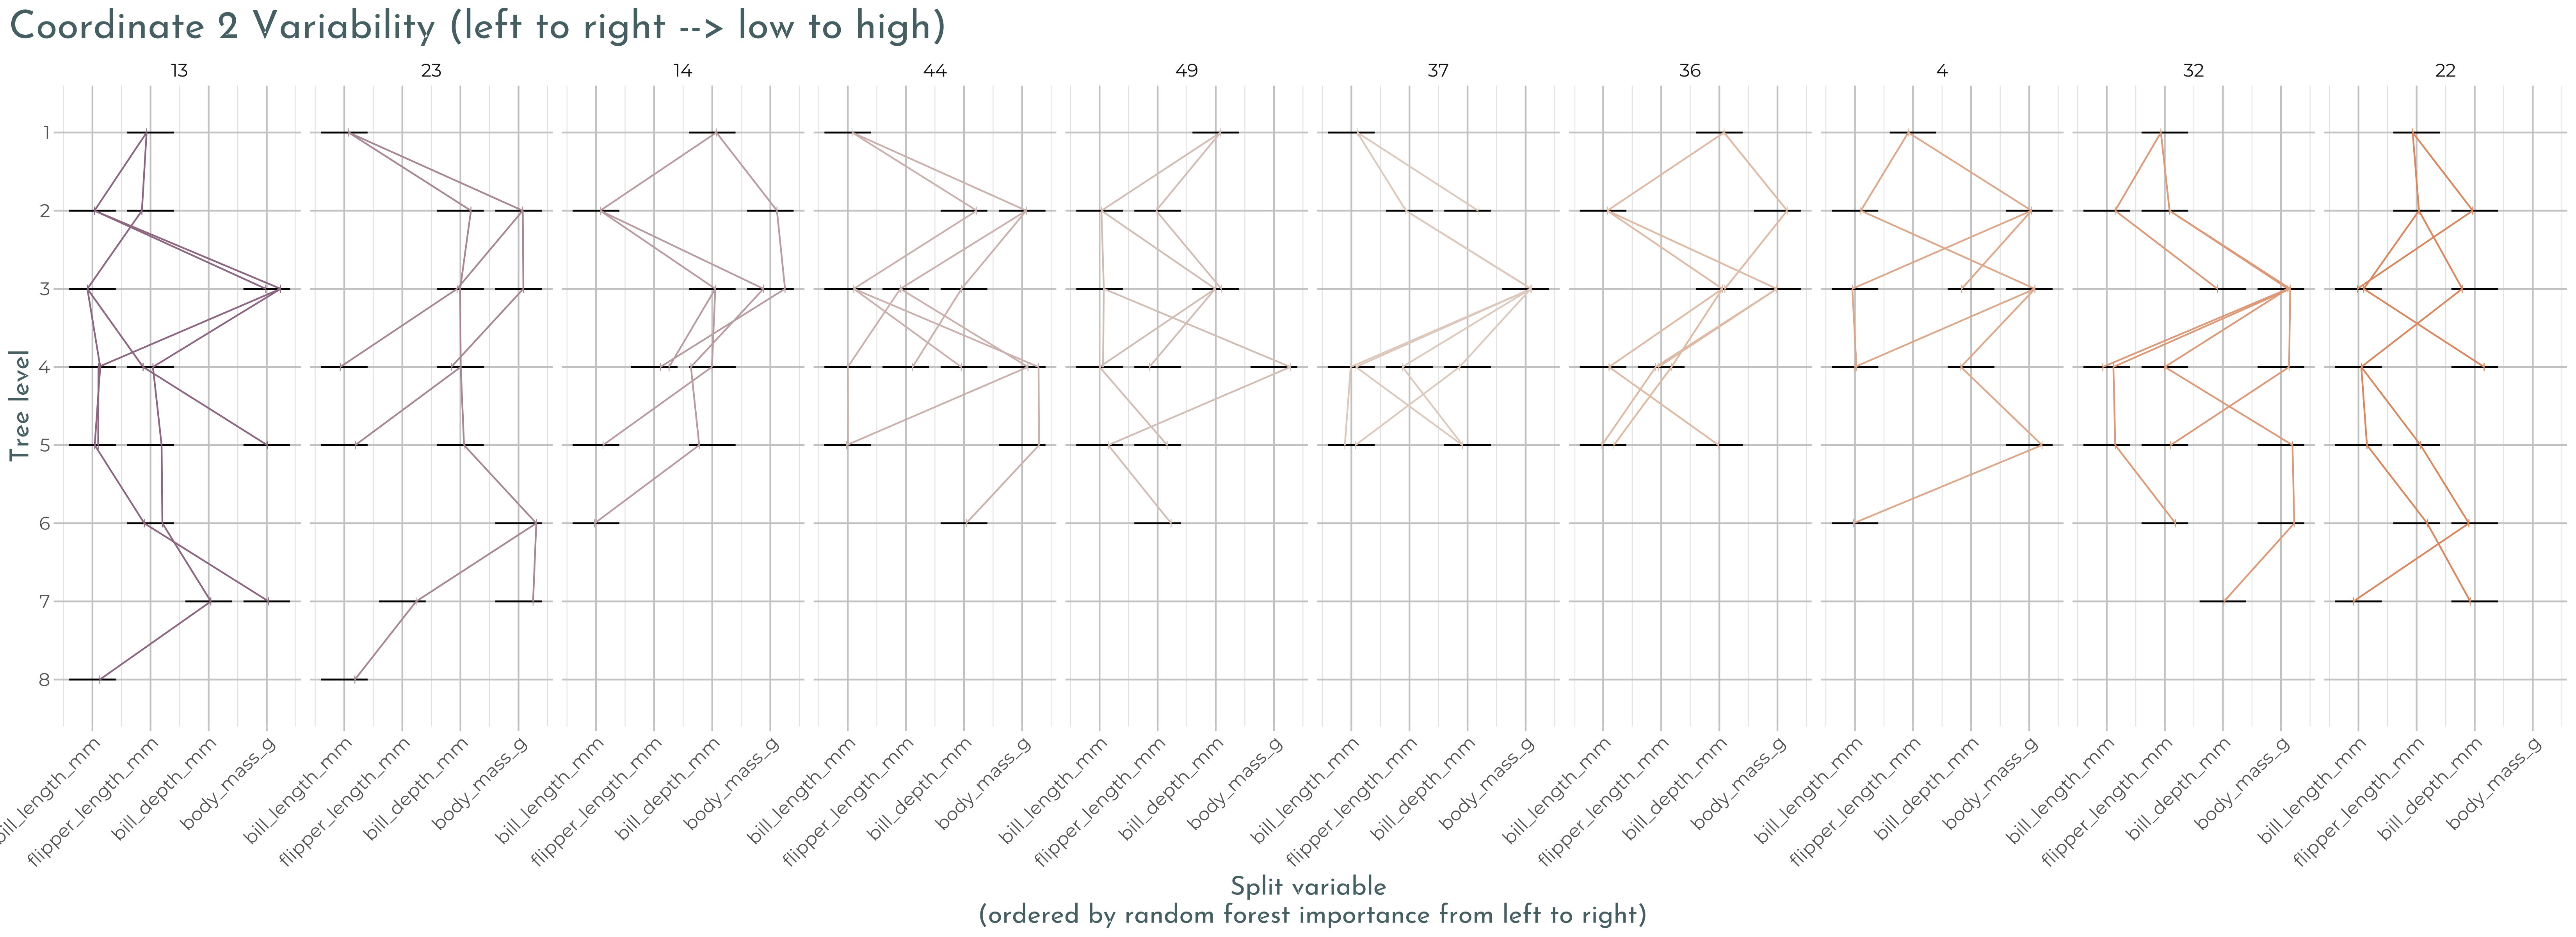 Coordinate 2 Variability (left to right --> low to high)
13 23 14 44 49 37 36 4 32 22
Tree level
1
2
3
4
5
6
7
8
bill_length_mm flipper_length_mm bill_depth_mm body_mass_g
bill_length_mm flipper_length_mm bill_depth_mm body_mass_g
bill_length_mm flipper_length_mm bill_depth_mm body_mass_g
bill_length_mm flipper_length_mm bill_depth_mm body_mass_g
bill_length_mm flipper_length_mm bill_depth_mm body_mass_g
bill_length_mm flipper_length_mm bill_depth_mm body_mass_g
bill_length_mm flipper_length_mm bill_depth_mm body_mass_g
bill_length_mm flipper_length_mm bill_depth_mm body_mass_g
bill_length_mm flipper_length_mm bill_depth_mm body_mass_g
bill_length_mm flipper_length_mm bill_depth_mm body_mass_g
Split variable
(ordered by random forest importance from left to right)